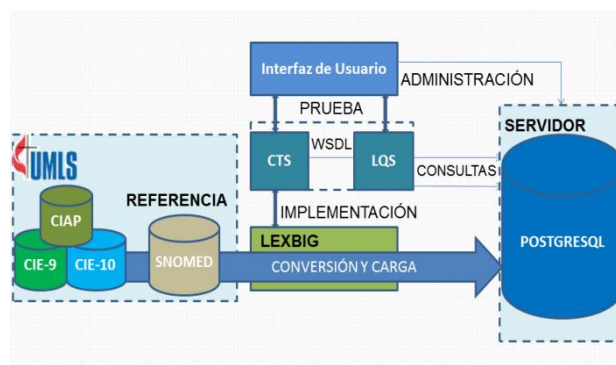 Interfaz de Usuario
ADMINISTRACIÓN
PRUEBA
SERVIDOR
UMLS
WSDL
CTS
LQS
CONSULTAS
REFERENCIA
CIAP
IMPLEMENTACIÓN
POSTGRESQL
LEXBIG
CIE-9
CIE-10
SNOMED
CONVERSIÓN Y CARGA